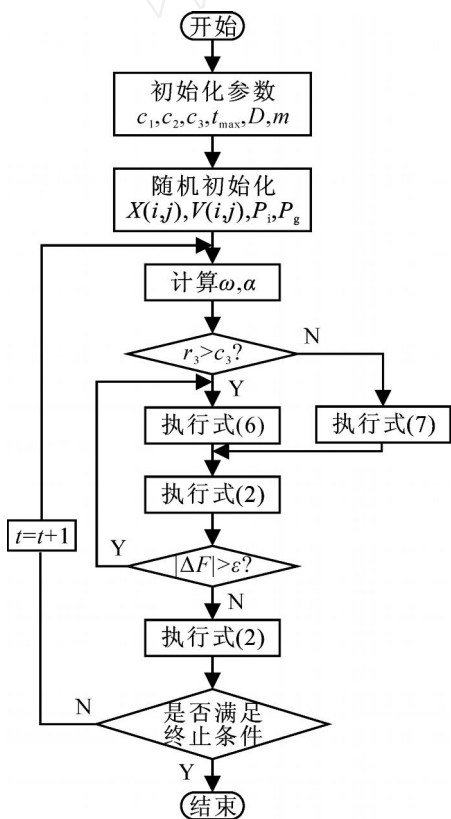 开始
初始化参数
c₁,c₂,c₃,tₘₐₓ,D,m
随机初始化
X(i,j),V(i,j),Pᵢ,P_g
计算ω,α
r₃>c₃?
N
Y
执行式(6)
执行式(7)
执行式(2)
t=t+1
Y
|ΔF|>ε?
N
执行式(2)
N
是否满足
终止条件
Y
结束